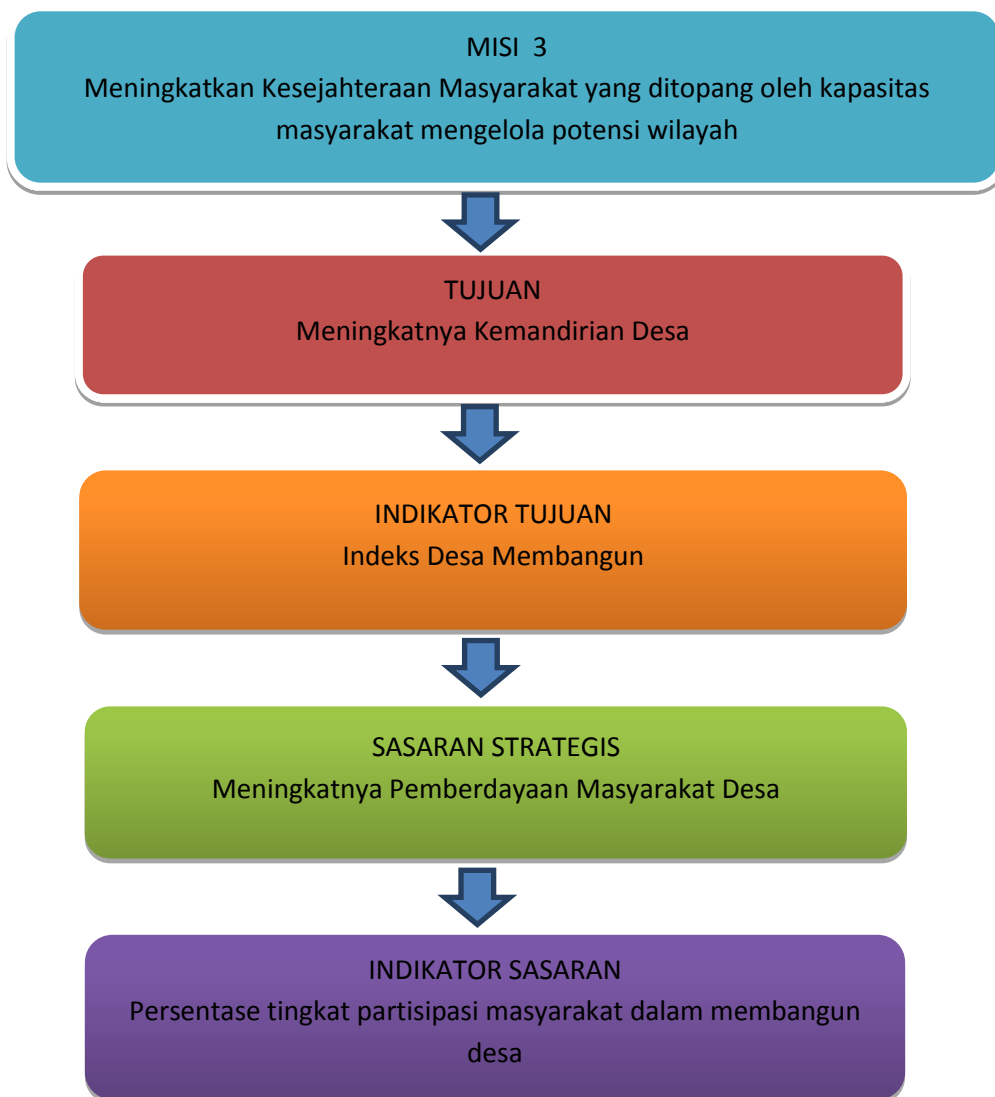 MISI 3
Meningkatkan Kesejahteraan Masyarakat yang ditopang oleh kapasitas
masyarakat mengelola potensi wilayah
TUJUAN
Meningkatnya Kemandirian Desa
INDIKATOR TUJUAN
Indeks Desa Membangun
SASARAN STRATEGIS
Meningkatnya Pemberdayaan Masyarakat Desa
INDIKATOR SASARAN
Persentase tingkat partisipasi masyarakat dalam membangun
desa